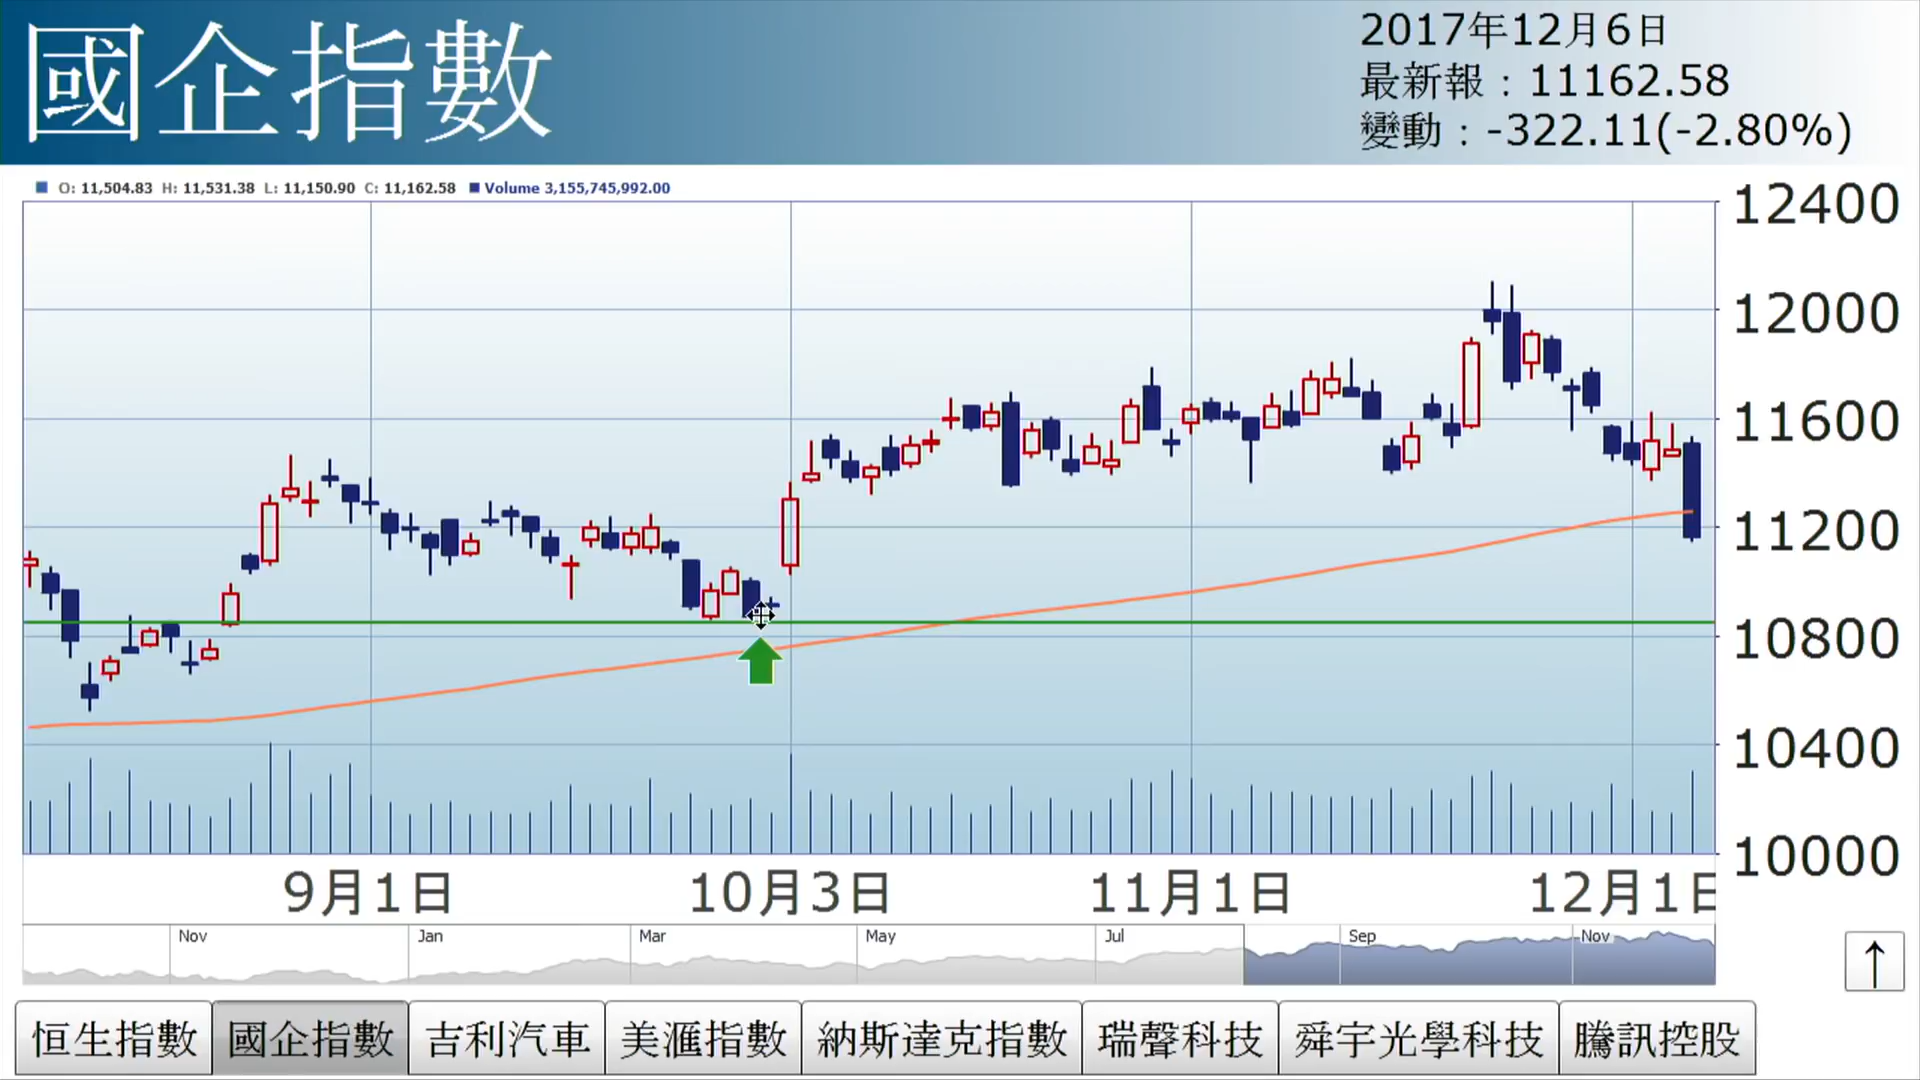 國企指數
2017年12月6日
最新報：11162.58
變動：-322.11(-2.80%)
O: 11,504.83 H: 11,531.38 L: 11,150.90 C: 11,162.58 Volume 3,155,745,992.00
12400
12000
11600
11200
10800
10400
10000
9月1日 10月3日 11月1日 12月1日
Nov Jan Mar May Jul Sep Nov
恒生指數 國企指數 吉利汽車 美滙指數 納斯達克指數 瑞聲科技 舜宇光學科技 騰訊控股